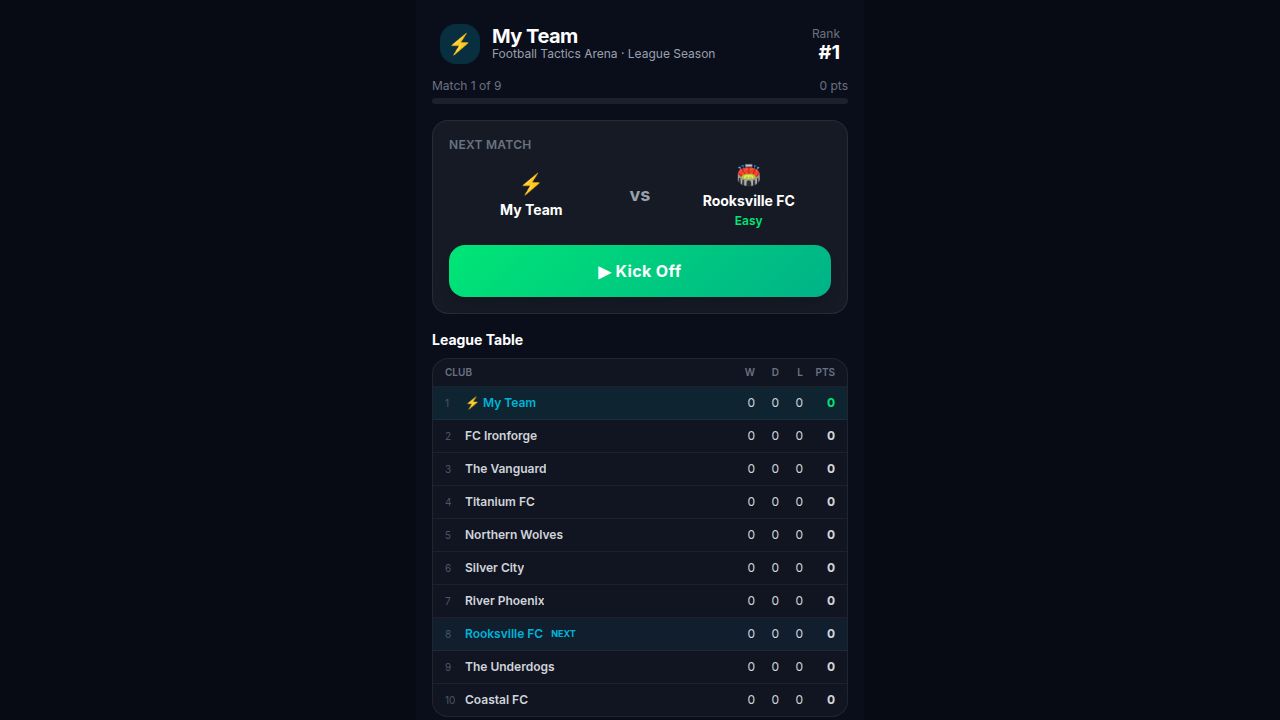 My Team
Football Tactics Arena · League Season
Rank
#1
Match 1 of 9
0 pts
NEXT MATCH
My Team
vs
Rooksville FC
Easy
▶ Kick Off
League Table
CLUB W D L PTS
1 My Team 0 0 0 0
2 FC Ironforge 0 0 0 0
3 The Vanguard 0 0 0 0
4 Titanium FC 0 0 0 0
5 Northern Wolves 0 0 0 0
6 Silver City 0 0 0 0
7 River Phoenix 0 0 0 0
8 Rooksville FC NEXT 0 0 0 0
9 The Underdogs 0 0 0 0
10 Coastal FC 0 0 0 0